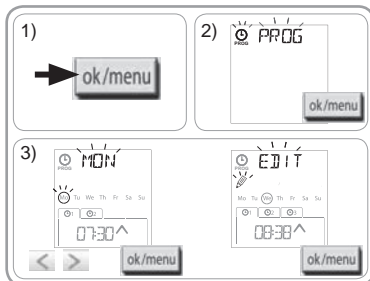 1)
ok/menu
2)
PROG
PROG
ok/menu
3)
MON
PROG
Mo Tu We Th Fr Sa Su
1 2
07:30
< >
ok/menu
EDIT
PROG
Mo Tu We Th Fr Sa Su
1 2 3
08:38
ok/menu